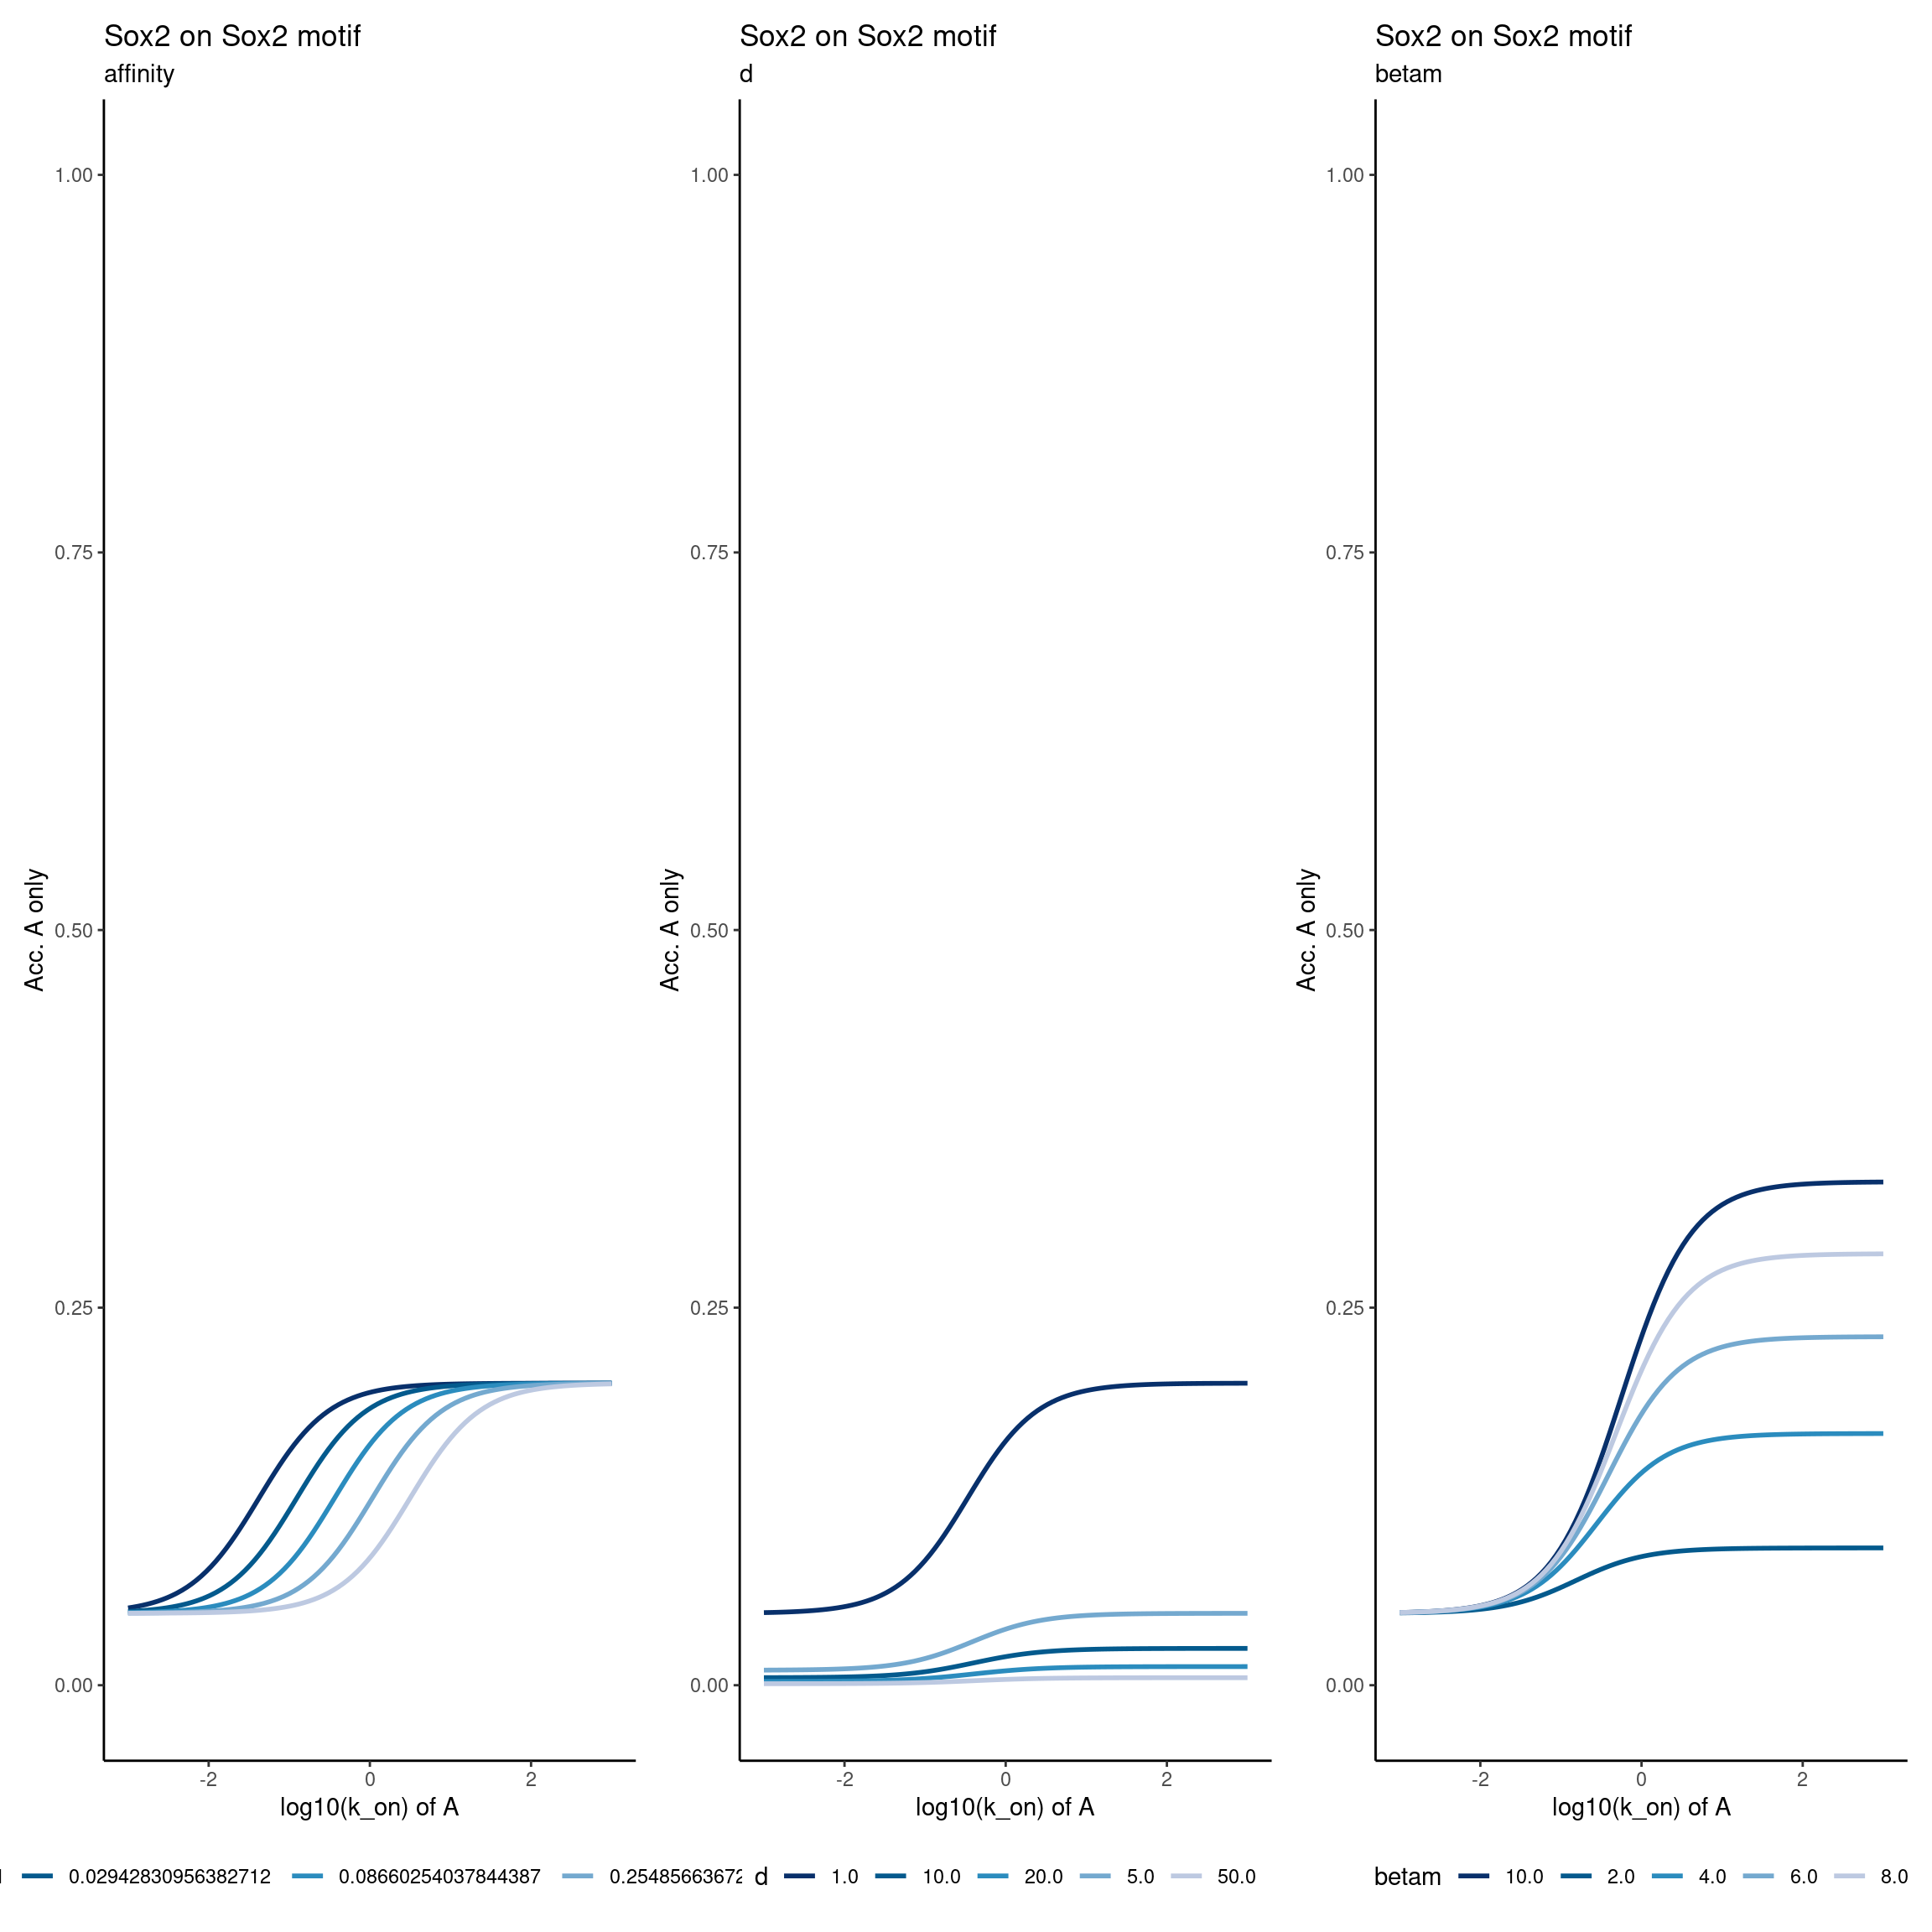 Sox2 on Sox2 motif
affinity
1.00
0.75
0.50
0.25
0.00
Acc. A only
-2 0 2
log10(k_on) of A
0.02942830956382712 0.08660254037844387 0.25485663672
Sox2 on Sox2 motif
d
1.00
0.75
0.50
0.25
0.00
Acc. A only
-2 0 2
log10(k_on) of A
d 1.0 10.0 20.0 5.0 50.0
Sox2 on Sox2 motif
betam
1.00
0.75
0.50
0.25
0.00
Acc. A only
-2 0 2
log10(k_on) of A
betam 10.0 2.0 4.0 6.0 8.0